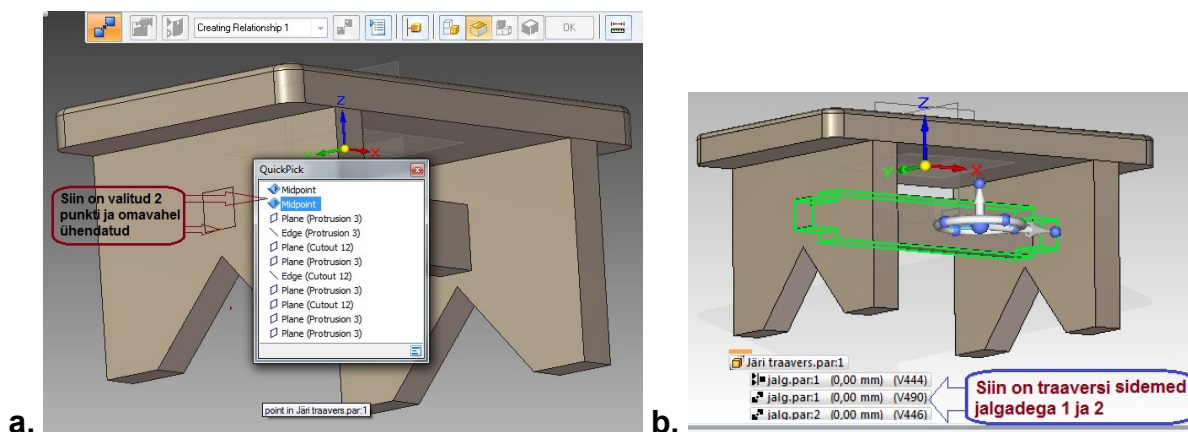 Creating Relationship 1
OK
Z
Y X
QuickPick
Midpoint
Midpoint
Plane (Protrusion 3)
Edge (Protrusion 3)
Plane (Cutout 12)
Plane (Protrusion 3)
Edge (Cutout 12)
Plane (Protrusion 3)
Plane (Cutout 12)
Plane (Protrusion 3)
Plane (Protrusion 3)
Siin on valitud 2
punkti ja omavahel
ühendatud
point in Järi traavers.par:1
a.
Z
Y X
Järi traavers.par:1
jalg.par:1 (0,00 mm) (V444)
jalg.par:1 (0,00 mm) (V490)
jalg.par:2 (0,00 mm) (V446)
Siin on traaversi sidemed
jalgadega 1 ja 2
b.